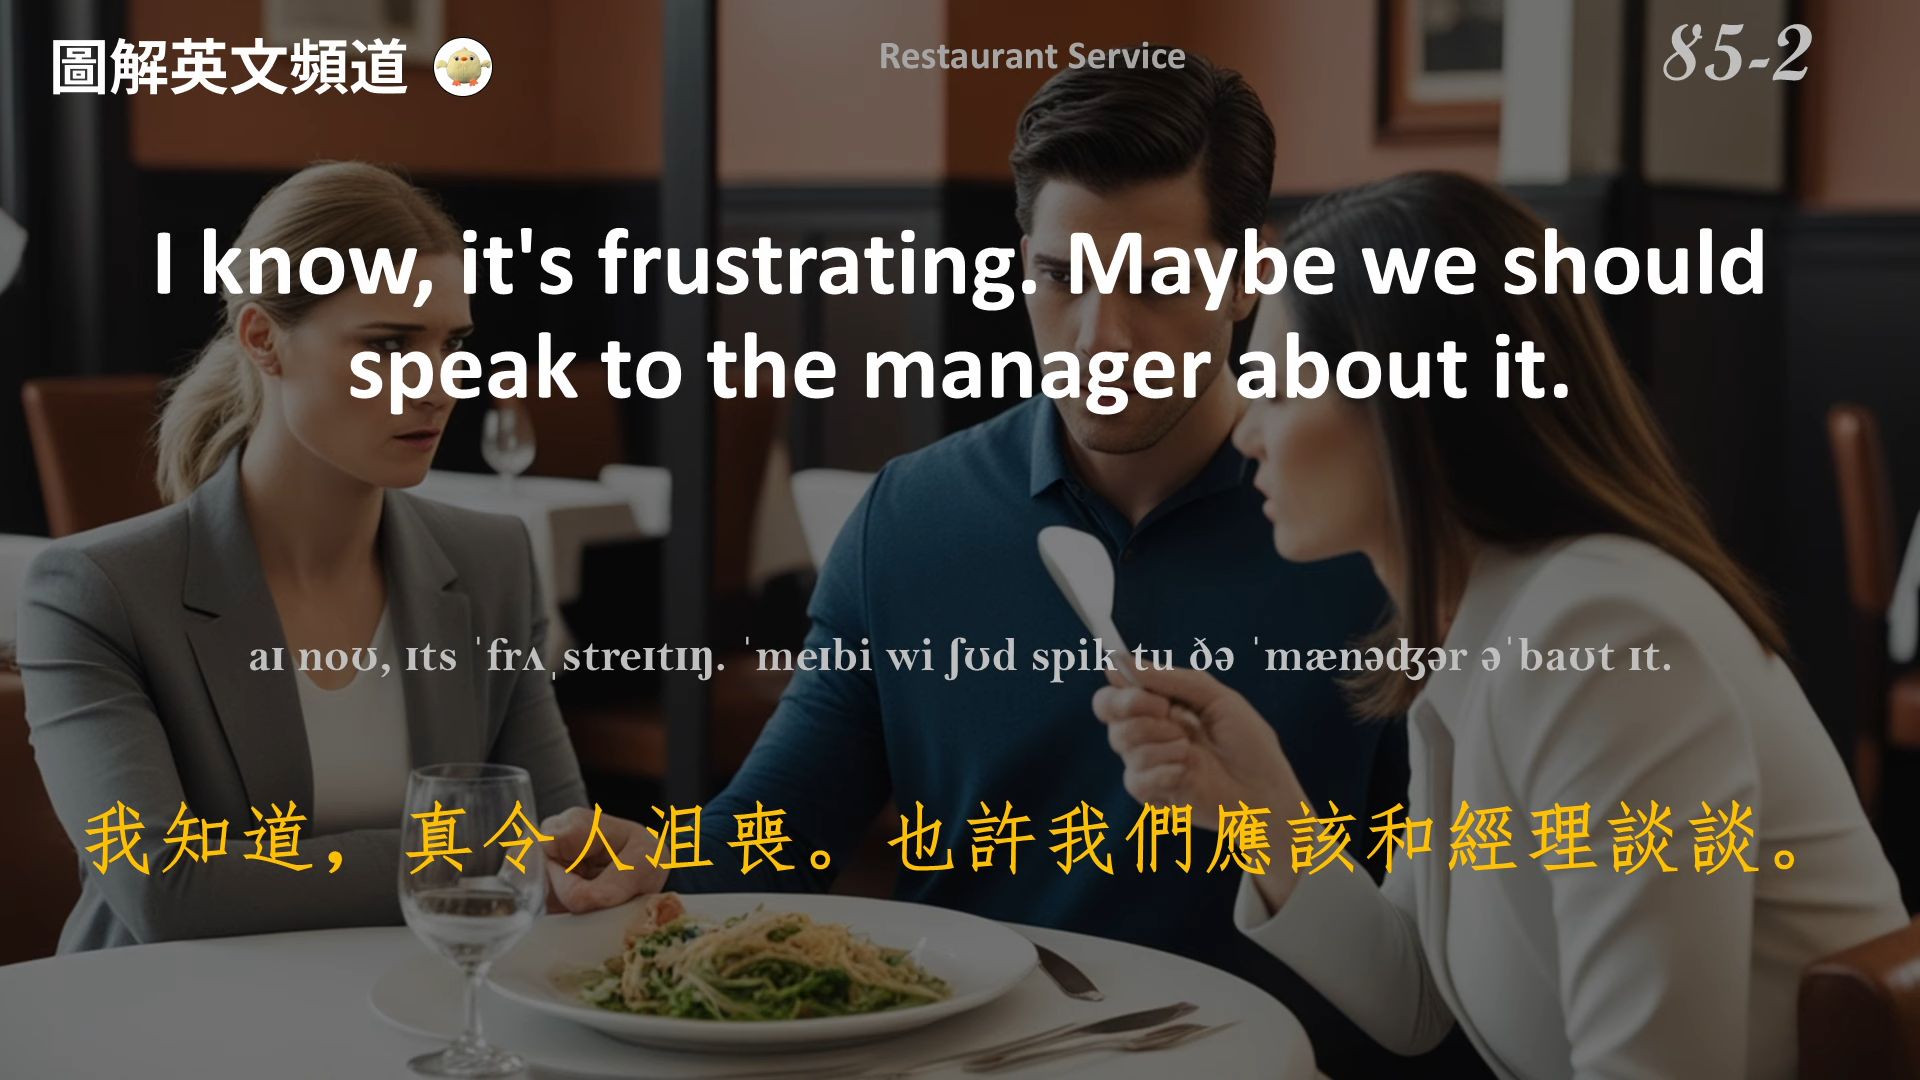 圖解英文頻道
Restaurant Service
85-2
I know, it's frustrating. Maybe we should
speak to the manager about it.
aɪ noʊ, ɪts ˈfrʌˌstreɪtɪŋ. ˈmeɪbi wi ʃʊd spik tu ðə ˈmænəʤər əˈbaʊt ɪt.
我知道，真令人沮喪。也許我們應該和經理談談。